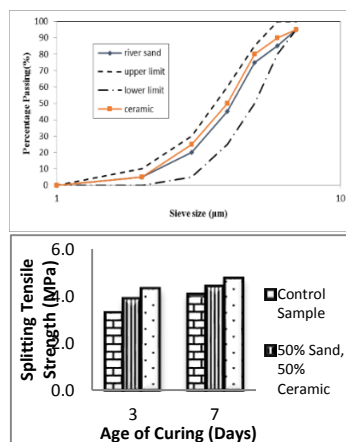 100
90
80
70
60
50
40
30
20
10
0
Percentage Passing(%)
river sand
upper limit
lower limit
ceramic
1
10
Sieve size (µm)
6.0
4.0
2.0
0.0
Splitting Tensile
Strength (MPa)
3
7
Age of Curing (Days)
Control
Sample
50% Sand,
50%
Ceramic